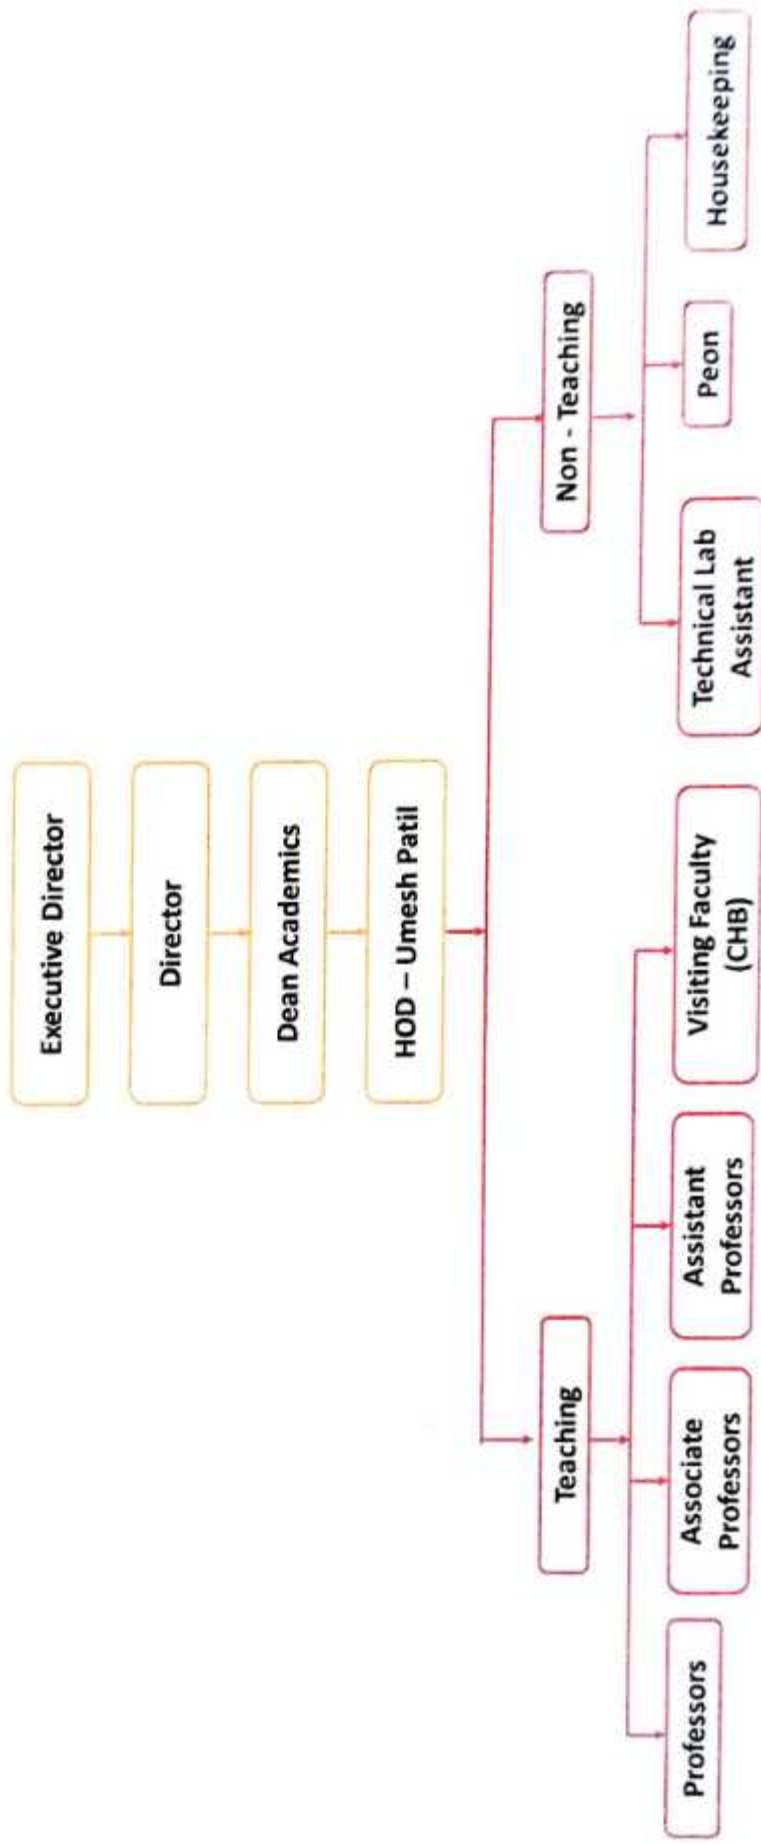 Executive Director
Director
Dean Academics
HOD – Umesh Patil
Teaching
Non - Teaching
Professors
Associate
Professors
Assistant
Professors
Visiting Faculty
(CHB)
Technical Lab
Assistant
Peon
Housekeeping